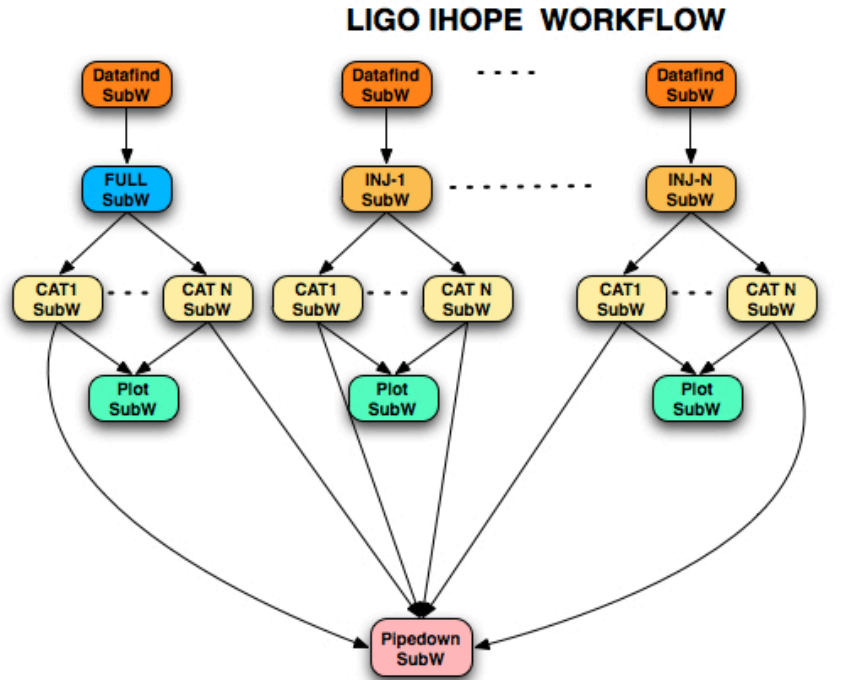 LIGO IHOPE WORKFLOW
Datafind
SubW
Datafind
SubW
Datafind
SubW
FULL
SubW
INJ-1
SubW
INJ-N
SubW
CAT1
SubW
CAT N
SubW
CAT1
SubW
CAT N
SubW
CAT1
SubW
CAT N
SubW
Plot
SubW
Plot
SubW
Plot
SubW
Pipedown
SubW